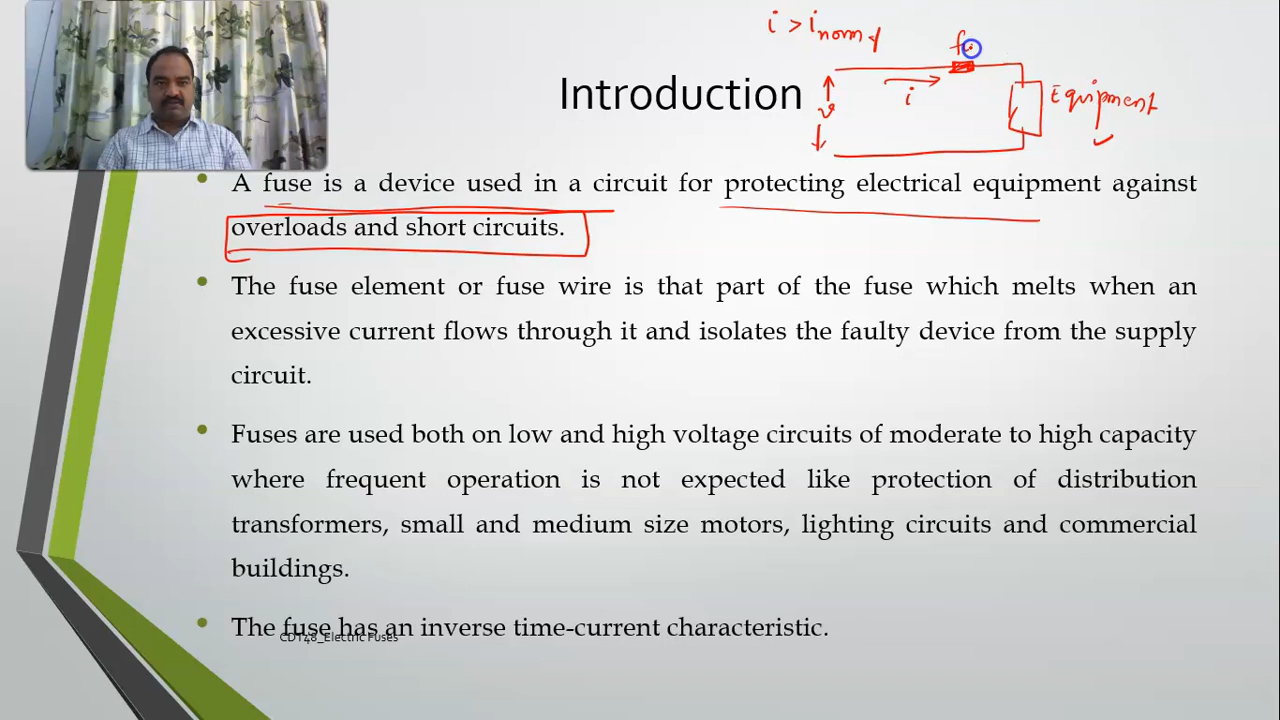 i > i normal
fu
Introduction
v
i
Equipment
• A fuse is a device used in a circuit for protecting electrical equipment against
overloads and short circuits.
• The fuse element or fuse wire is that part of the fuse which melts when an
excessive current flows through it and isolates the faulty device from the supply
circuit.
• Fuses are used both on low and high voltage circuits of moderate to high capacity
where frequent operation is not expected like protection of distribution
transformers, small and medium size motors, lighting circuits and commercial
buildings.
• The fuse has an inverse time-current characteristic.
CDT48_Electric Fuses